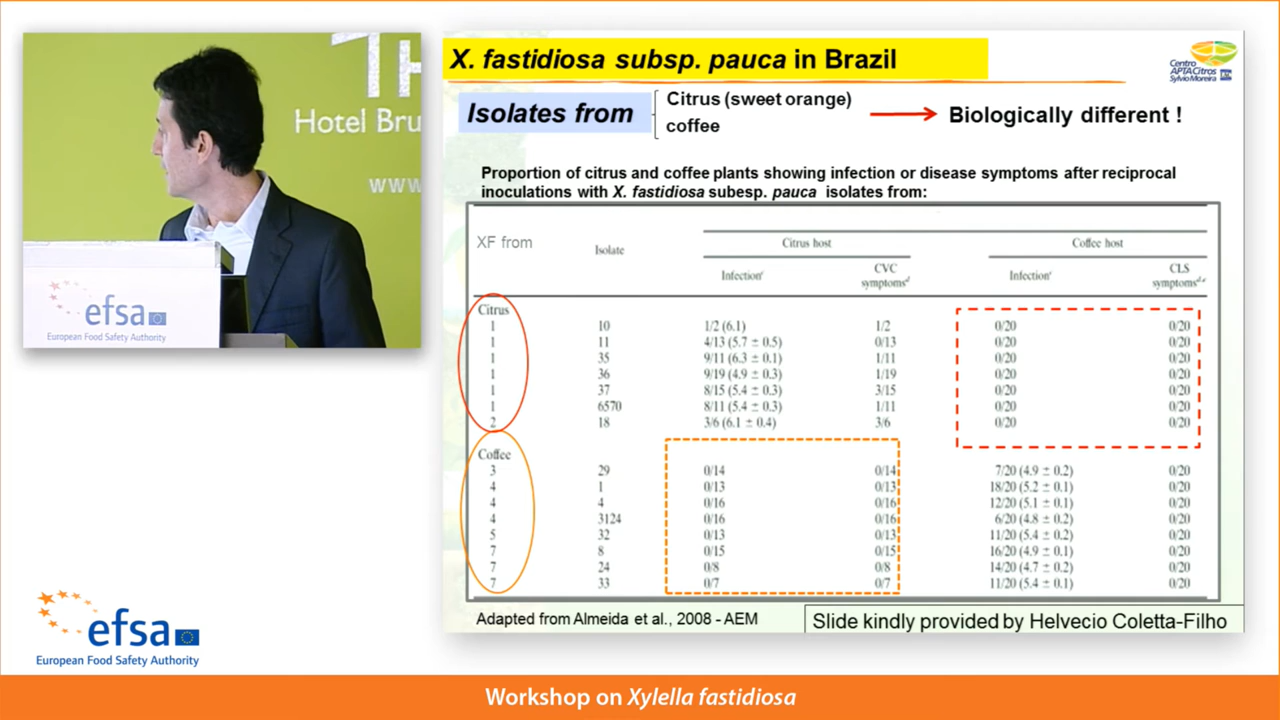 TH
Hotel Bru
www
efsa
European Food Safety Authority
X. fastidiosa subsp. pauca in Brazil
Centro
APTACitros
Sylvio Moreira
Isolates from
Citrus (sweet orange)
coffee
Biologically different !
Proportion of citrus and coffee plants showing infection or disease symptoms after reciprocal
inoculations with X. fastidiosa subesp. pauca isolates from:
XF from Isolate Citrus host Coffee host
Infectionᶜ CVC symptomsᵈ Infectionᶜ CLS symptomsᵈ,ᵉ
Citrus
1 10 1/2 (6.1) 1/2 0/20 0/20
1 11 4/13 (5.7 ± 0.5) 0/13 0/20 0/20
1 35 9/11 (6.3 ± 0.1) 1/11 0/20 0/20
1 36 9/19 (4.9 ± 0.3) 1/19 0/20 0/20
1 37 8/15 (5.4 ± 0.3) 3/15 0/20 0/20
1 6570 8/11 (5.4 ± 0.3) 1/11 0/20 0/20
2 18 3/6 (6.1 ± 0.4) 3/6 0/20 0/20
Coffee
3 29 0/14 0/14 7/20 (4.9 ± 0.2) 0/20
4 1 0/13 0/13 18/20 (5.2 ± 0.1) 0/20
4 4 0/16 0/16 12/20 (5.1 ± 0.1) 0/20
4 3124 0/16 0/16 6/20 (4.8 ± 0.2) 0/20
5 32 0/13 0/13 11/20 (5.4 ± 0.2) 0/20
7 8 0/15 0/15 16/20 (4.9 ± 0.1) 0/20
7 24 0/8 0/8 14/20 (4.7 ± 0.2) 0/20
7 33 0/7 0/7 11/20 (5.4 ± 0.1) 0/20
Adapted from Almeida et al., 2008 - AEM
Slide kindly provided by Helvecio Coletta-Filho
efsa
European Food Safety Authority
Workshop on Xylella fastidiosa